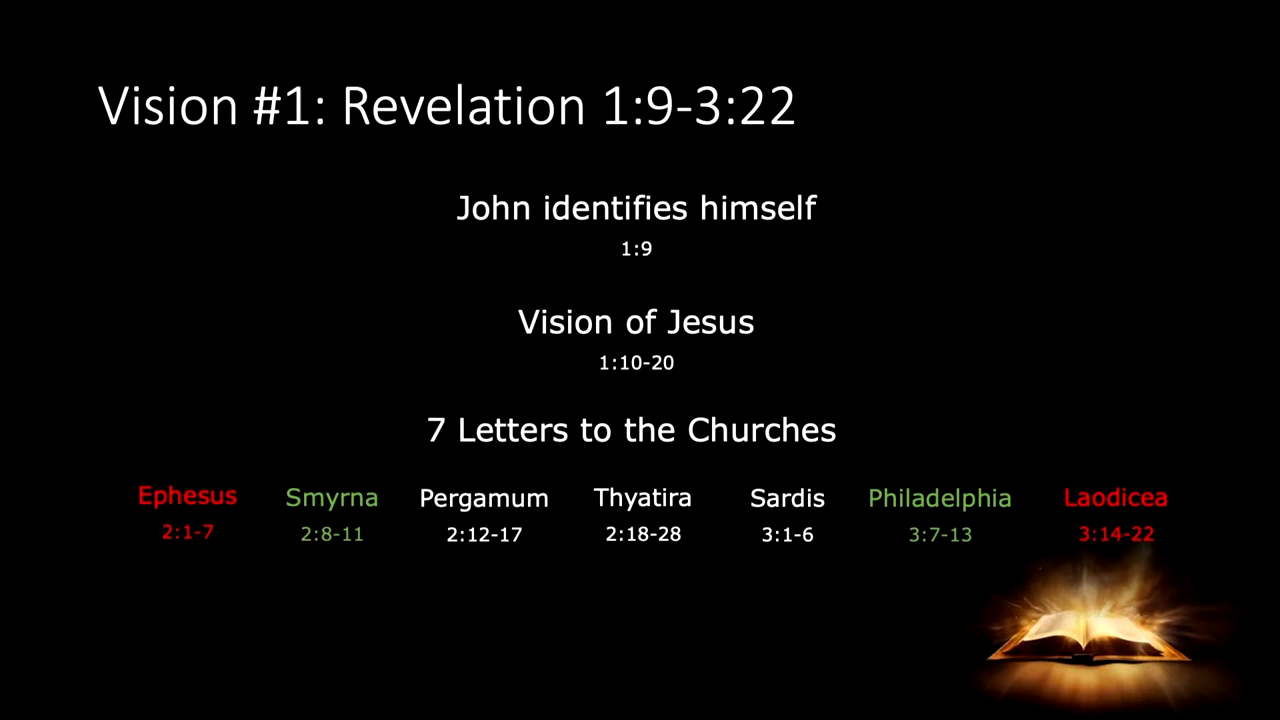 Vision #1: Revelation 1:9-3:22
John identifies himself
1:9
Vision of Jesus
1:10-20
7 Letters to the Churches
Ephesus Smyrna Pergamum Thyatira Sardis Philadelphia Laodicea
2:1-7 2:8-11 2:12-17 2:18-28 3:1-6 3:7-13 3:14-22